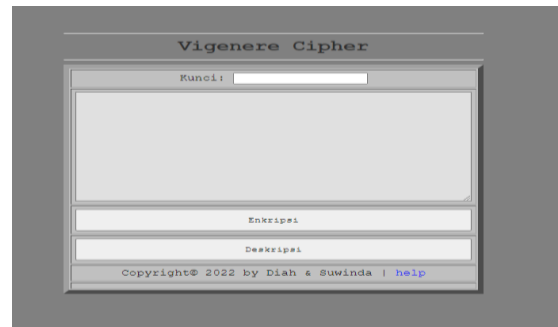 Vigenere Cipher
Kunci:
Enkripsi
Deskripsi
Copyright© 2022 by Diah & Suwinda | help